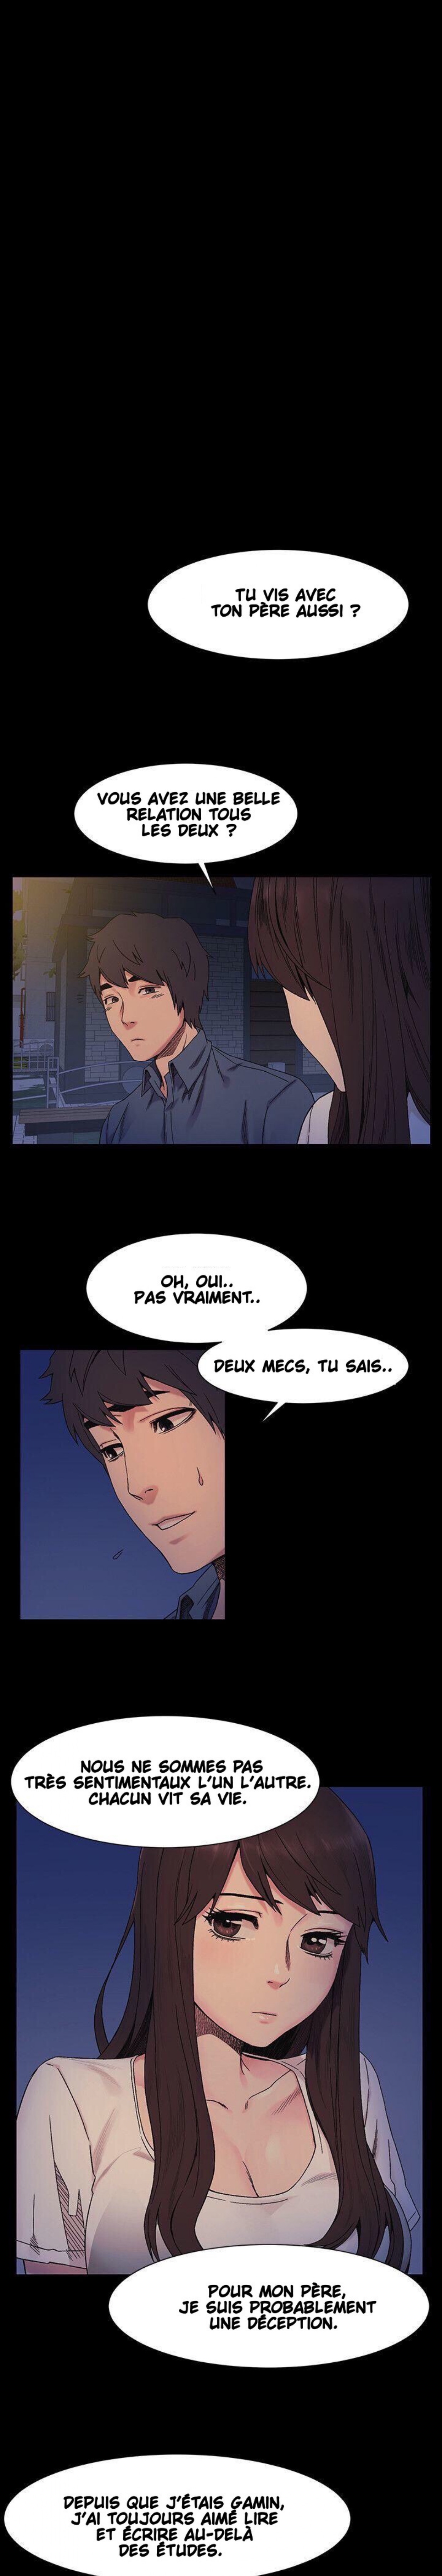 TU VIS AVEC
TON PÈRE AUSSI ?
VOUS AVEZ UNE BELLE
RELATION TOUS
LES DEUX ?
OH, OUI..
PAS VRAIMENT..
DEUX MECS, TU SAIS..
NOUS NE SOMMES PAS
TRÈS SENTIMENTAUX L'UN L'AUTRE.
CHACUN VIT SA VIE.
POUR MON PÈRE,
JE SUIS PROBABLEMENT
UNE DÉCEPTION.
DEPUIS QUE J'ÉTAIS GAMIN,
J'AI TOUJOURS AIMÉ LIRE
ET ÉCRIRE AU-DELÀ
DES ÉTUDES.